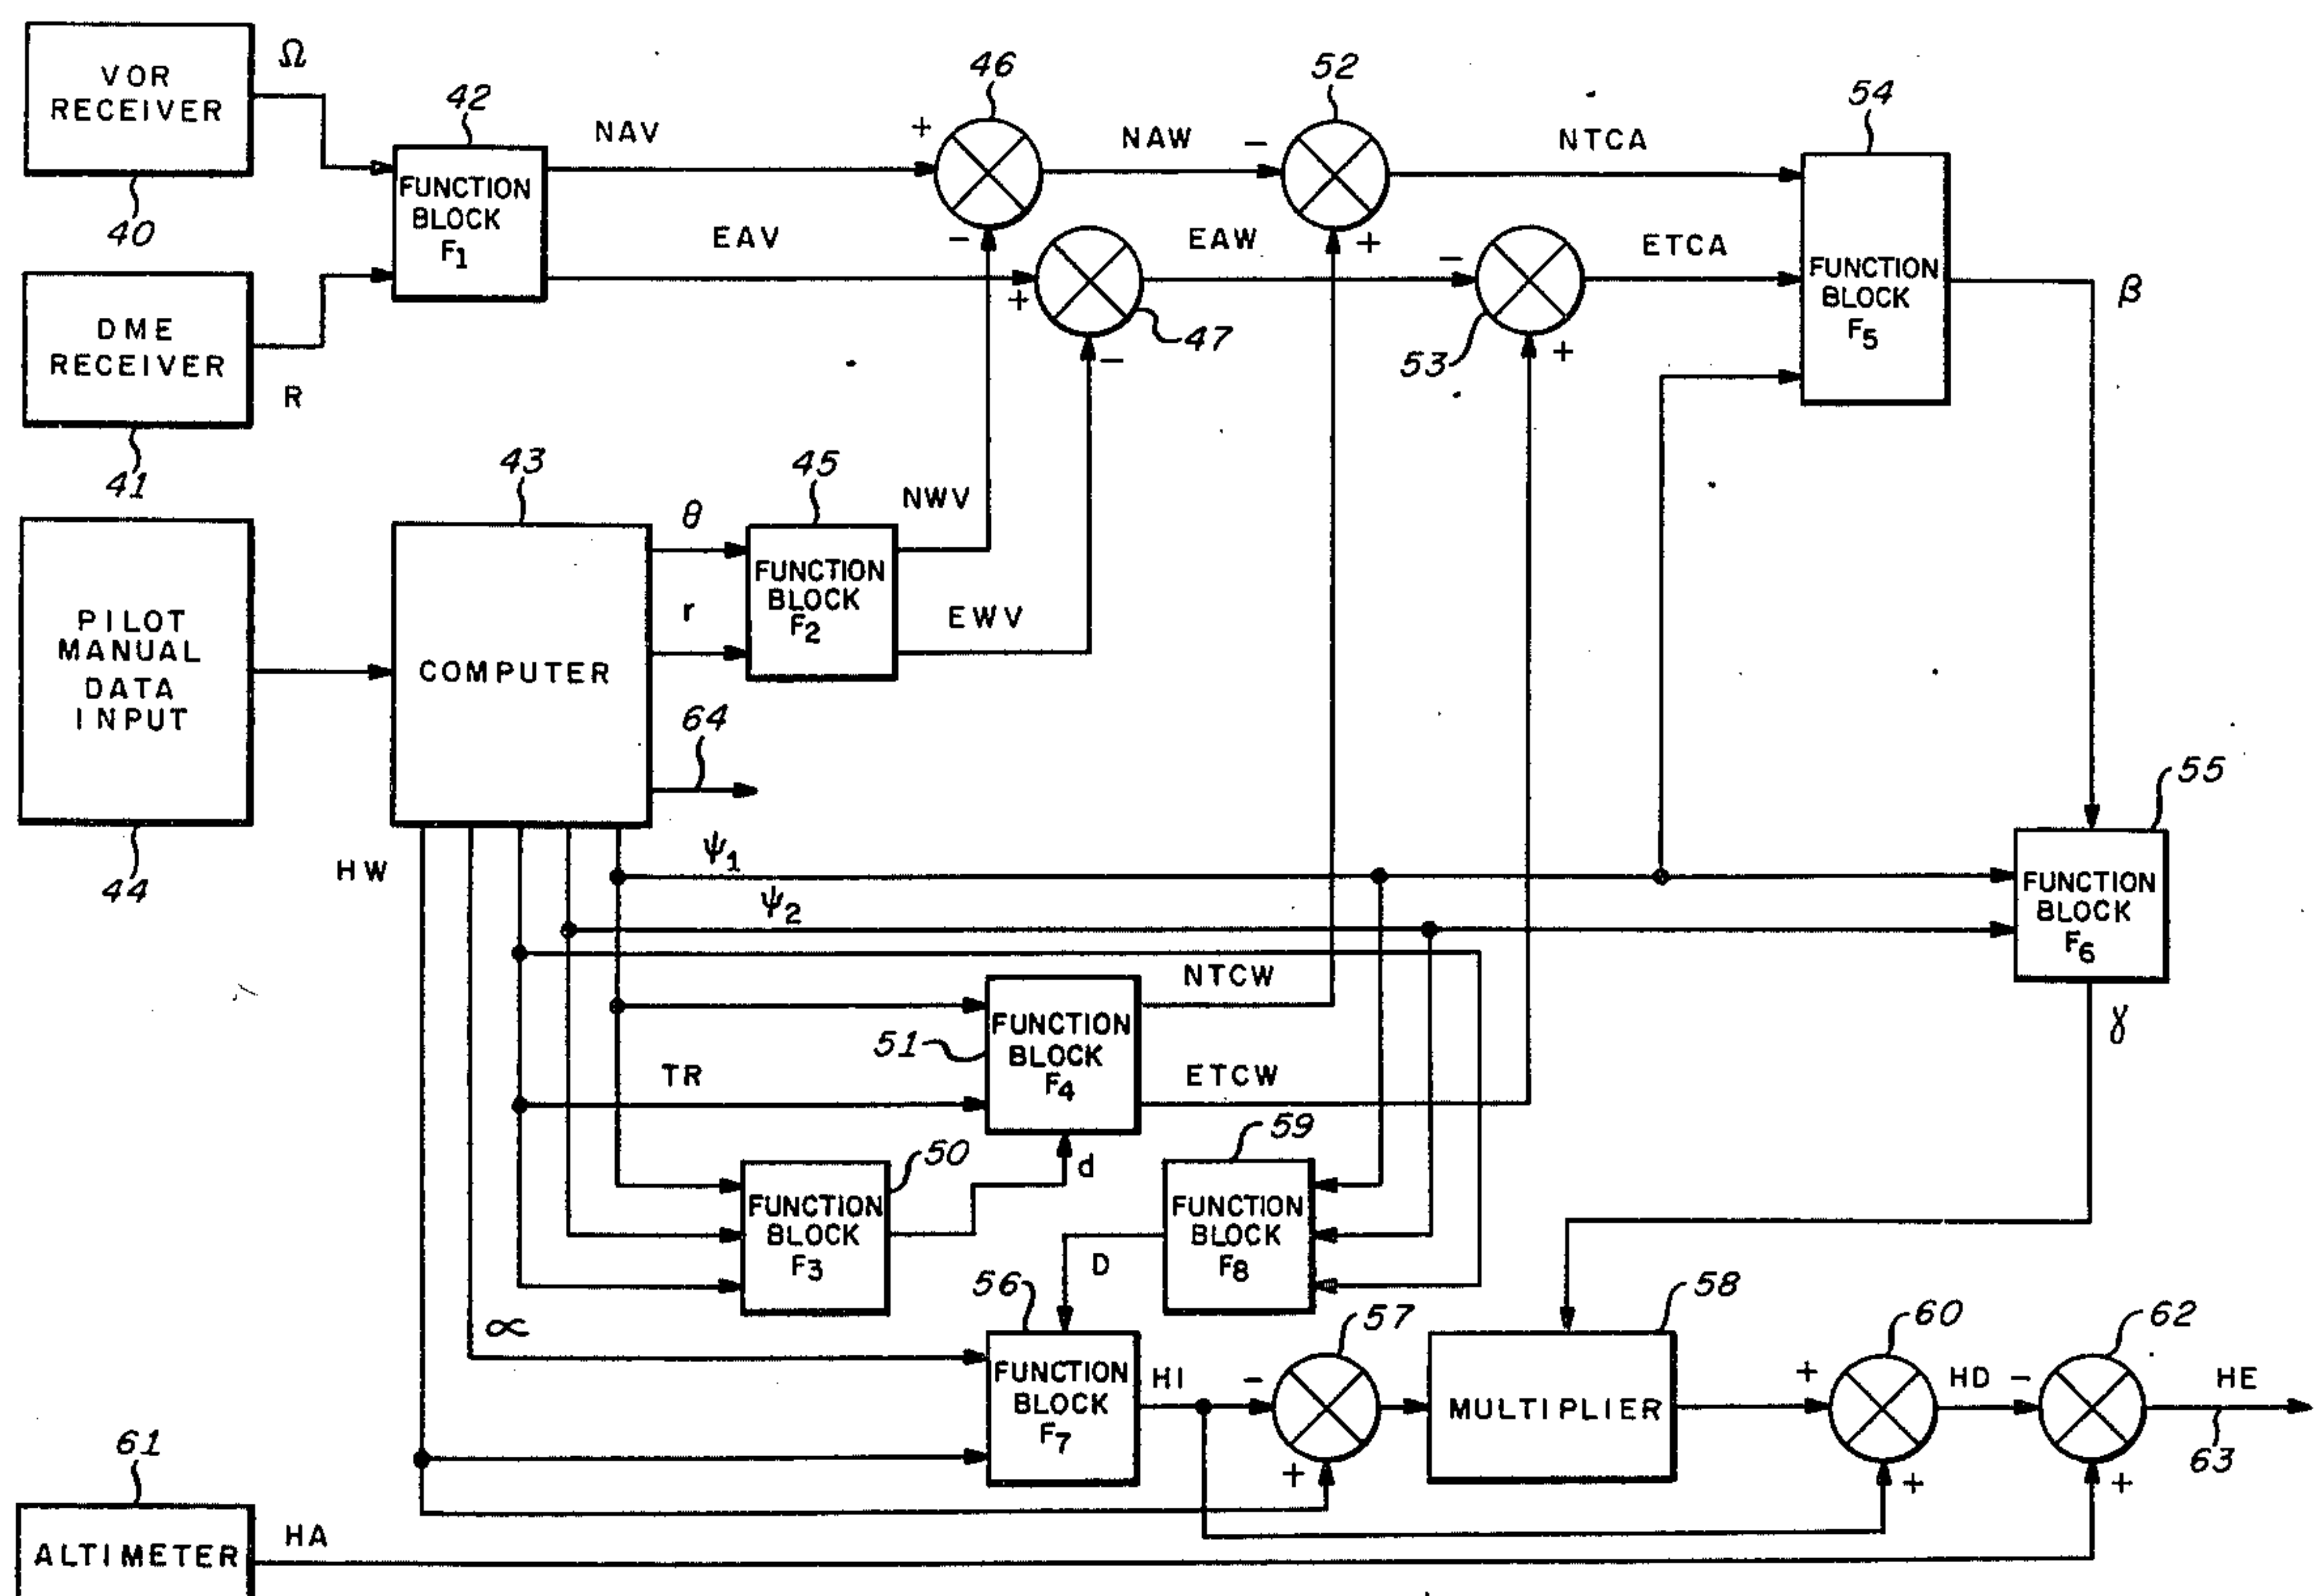 VOR
RECEIVER
40
Ω
42
FUNCTION
BLOCK
F1
NAV
EAV
+
46
-
NAW
-
52
+
NTCA
54
FUNCTION
BLOCK
F5
β
+
47
-
EAW
-
53
+
ETCA
DME
RECEIVER
R
41
PILOT
MANUAL
DATA
INPUT
44
43
COMPUTER
θ
r
45
FUNCTION
BLOCK
F2
NWV
EWV
64
HW
ψ1
ψ2
55
FUNCTION
BLOCK
F6
γ
51
FUNCTION
BLOCK
F4
NTCW
ETCW
TR
d
50
FUNCTION
BLOCK
F3
59
FUNCTION
BLOCK
F8
D
∝
56
FUNCTION
BLOCK
F7
HI
-
57
+
58
MULTIPLIER
+
60
+
HD
-
62
+
HE
63
61
ALTIMETER
HA